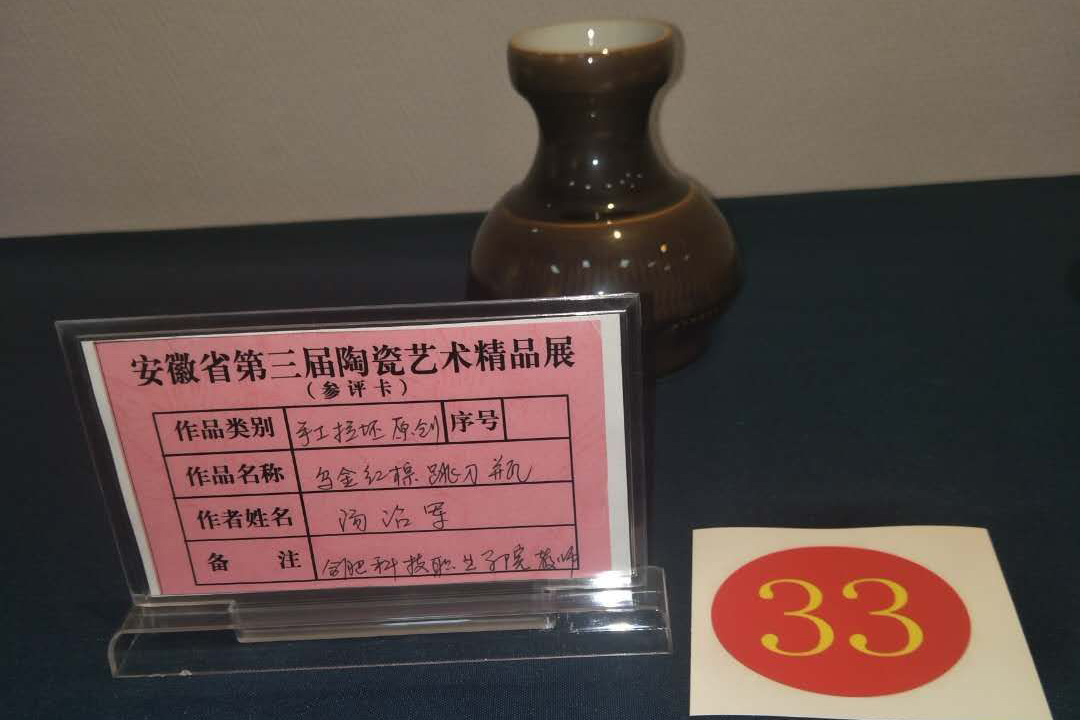 安徽省第三届陶瓷艺术精品展
（参评卡）
作品类别 手工拉坯原创 序号
作品名称 乌金红棕跳刀瓶
作者姓名 汤治军
备 注 合肥科技职业学院教师
33